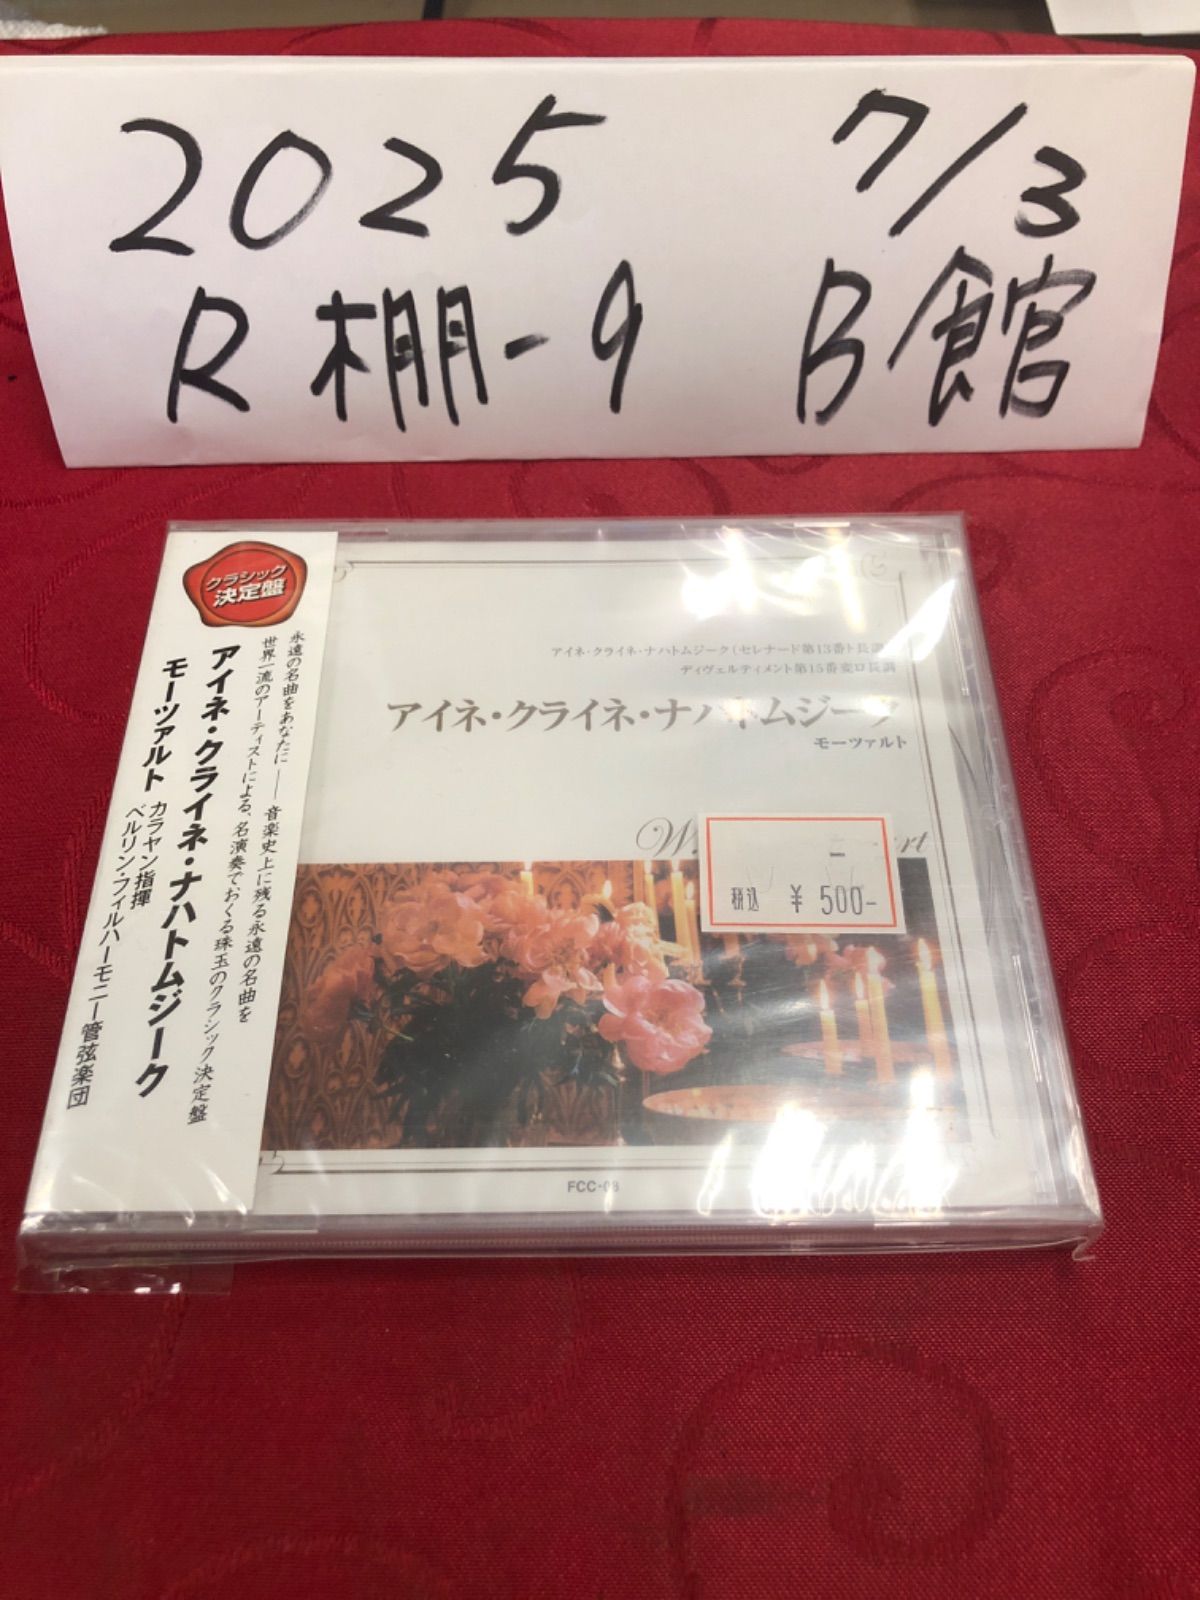 2025 7/3
R棚-9 B館
クラシック
決定盤
永遠の名曲をあなたに―音楽史上に残る永遠の名曲を
世界一流のアーティストによる、名演奏でおくる珠玉のクラシック決定盤
アイネ・クライネ・ナハトムジーク
モーツァルト
カラヤン指揮
ベルリン・フィルハーモニー管弦楽団
アイネ・クライネ・ナハトムジーク(セレナード第13番ト長調)
ディヴェルティメント第15番変ロ長調
アイネ・クライネ・ナハトムジーク
モーツァルト
税込 ¥500-
FCC-08